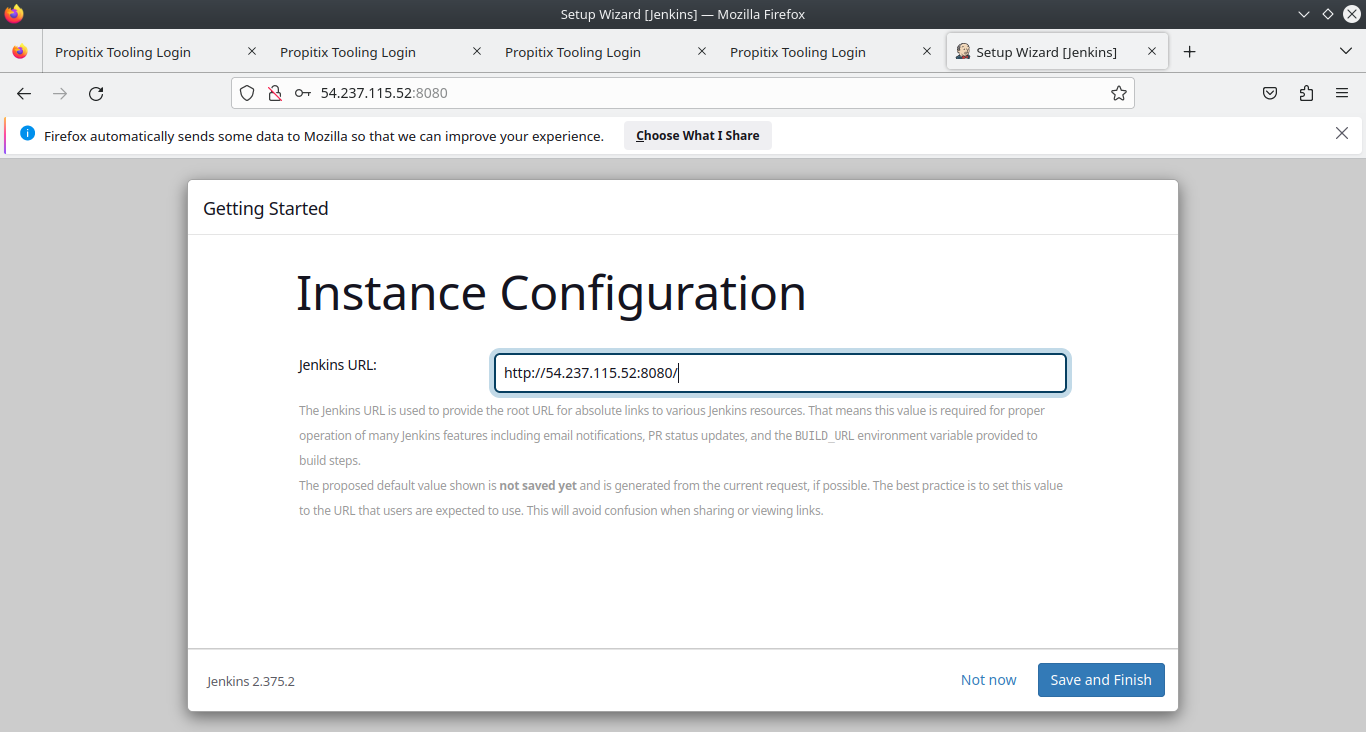 Setup Wizard [Jenkins] — Mozilla Firefox
Propitix Tooling Login
Propitix Tooling Login
Propitix Tooling Login
Propitix Tooling Login
Setup Wizard [Jenkins]
54.237.115.52:8080
Firefox automatically sends some data to Mozilla so that we can improve your experience.
Choose What I Share
Getting Started
Instance Configuration
Jenkins URL:
http://54.237.115.52:8080/
The Jenkins URL is used to provide the root URL for absolute links to various Jenkins resources. That means this value is required for proper
operation of many Jenkins features including email notifications, PR status updates, and the BUILD_URL environment variable provided to
build steps.
The proposed default value shown is not saved yet and is generated from the current request, if possible. The best practice is to set this value
to the URL that users are expected to use. This will avoid confusion when sharing or viewing links.
Jenkins 2.375.2
Not now
Save and Finish